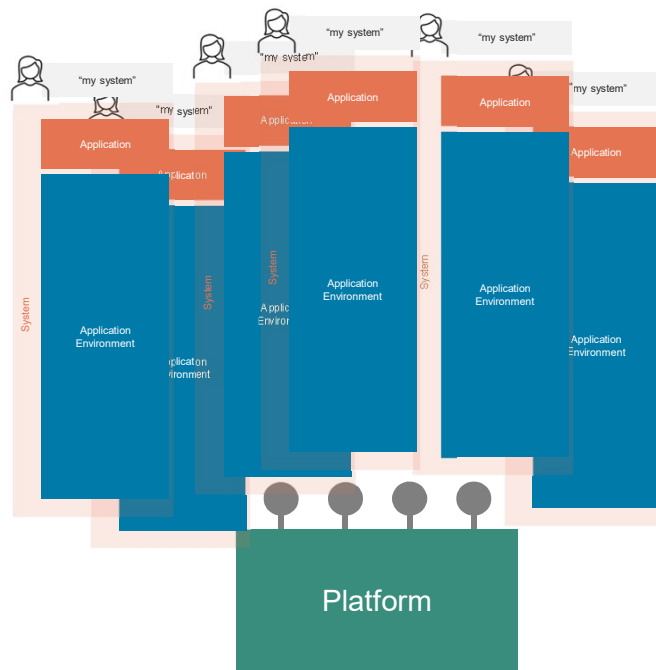 “my system”
“my system”
“my system”
“my system”
“my system”
“my system”
Application
Application
Application
Application
Application
Application
System
System
System
System
Application
Environment
Application
Environment
Application
Environment
Application
Environment
Platform